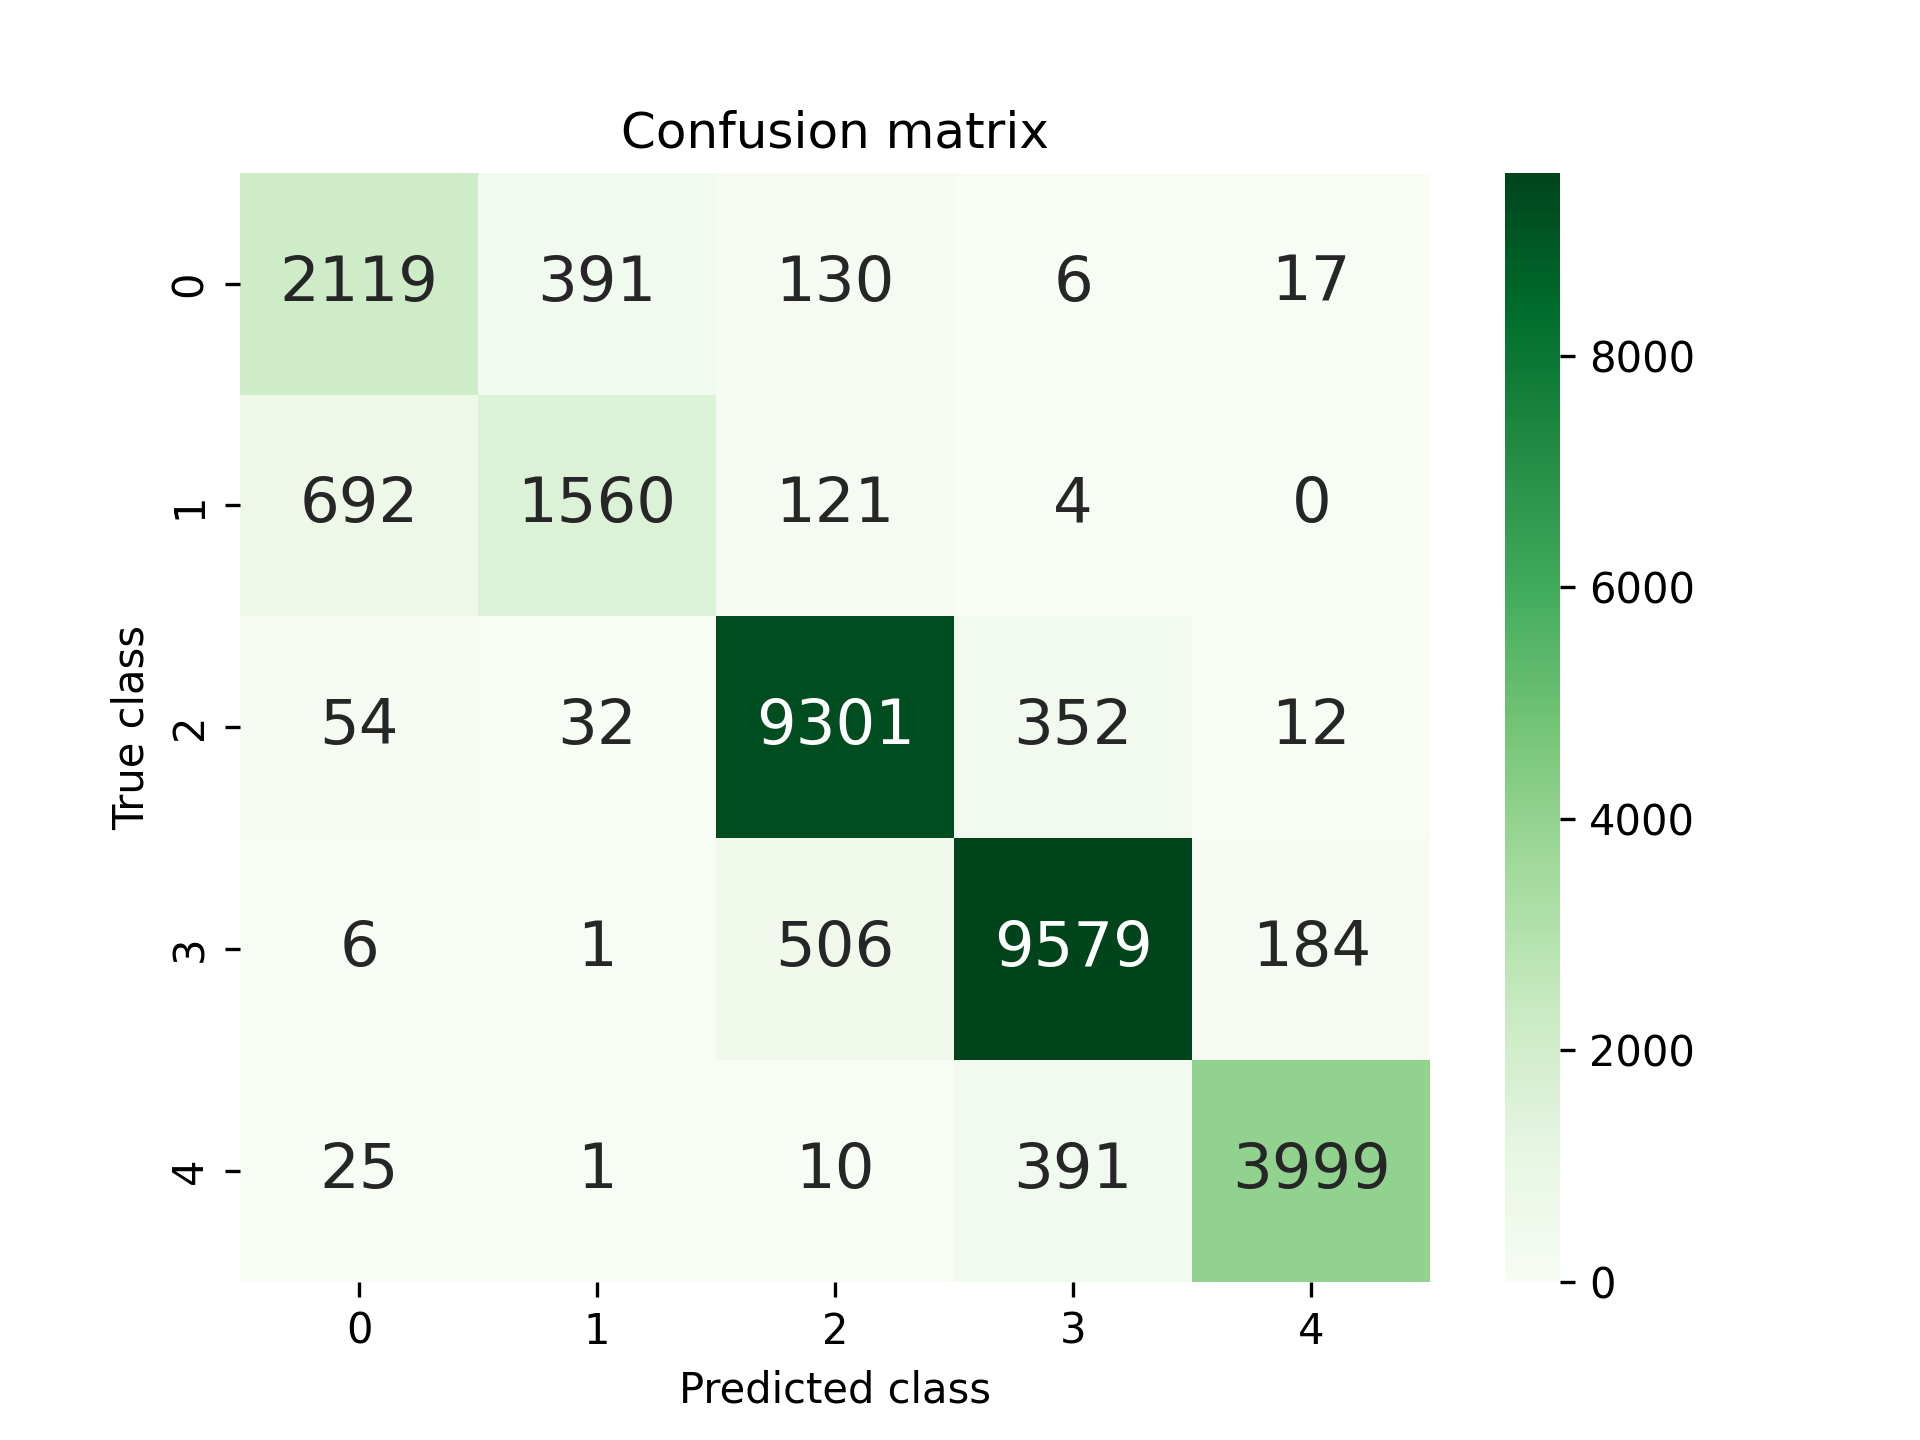 Confusion matrix
0 2119 391 130 6 17
1 692 1560 121 4 0
2 54 32 9301 352 12
3 6 1 506 9579 184
4 25 1 10 391 3999
0 1 2 3 4
Predicted class
True class
8000
6000
4000
2000
0